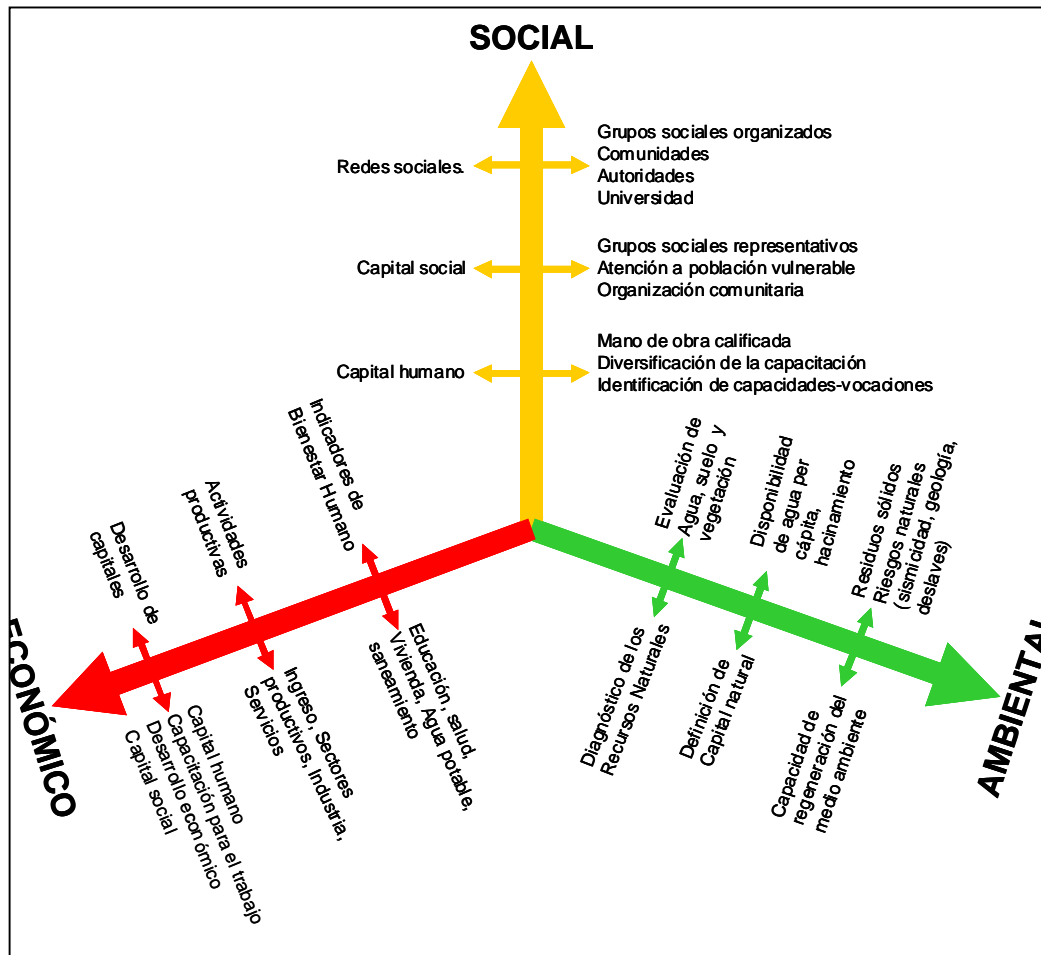 SOCIAL
Redes sociales.
Grupos sociales organizados
Comunidades
Autoridades
Universidad
Capital social
Grupos sociales representativos
Atención a población vulnerable
Organización comunitaria
Capital humano
Mano de obra calificada
Diversificación de la capacitación
Identificación de capacidades-vocaciones
Indicadores de
Bienestar Humano
Educación, salud,
Vivienda, Agua potable,
saneamiento
Actividades
productivas
Ingreso, Sectores
productivos, Industria,
Servicios
Desarrollo de
capitales
Capital humano
Capacitación para el trabajo
Desarrollo económico
Capital social
ECONÓMICO
Evaluación de
Agua, suelo y
vegetación
Diagnóstico de los
Recursos Naturales
Disponibilidad
de agua per
cápita,
hacinamiento
Definición de
Capital natural
Residuos sólidos
Riesgos naturales
( sismicidad, geología,
deslaves)
Capacidad de
regeneración del
medio ambiente
AMBIENTAL